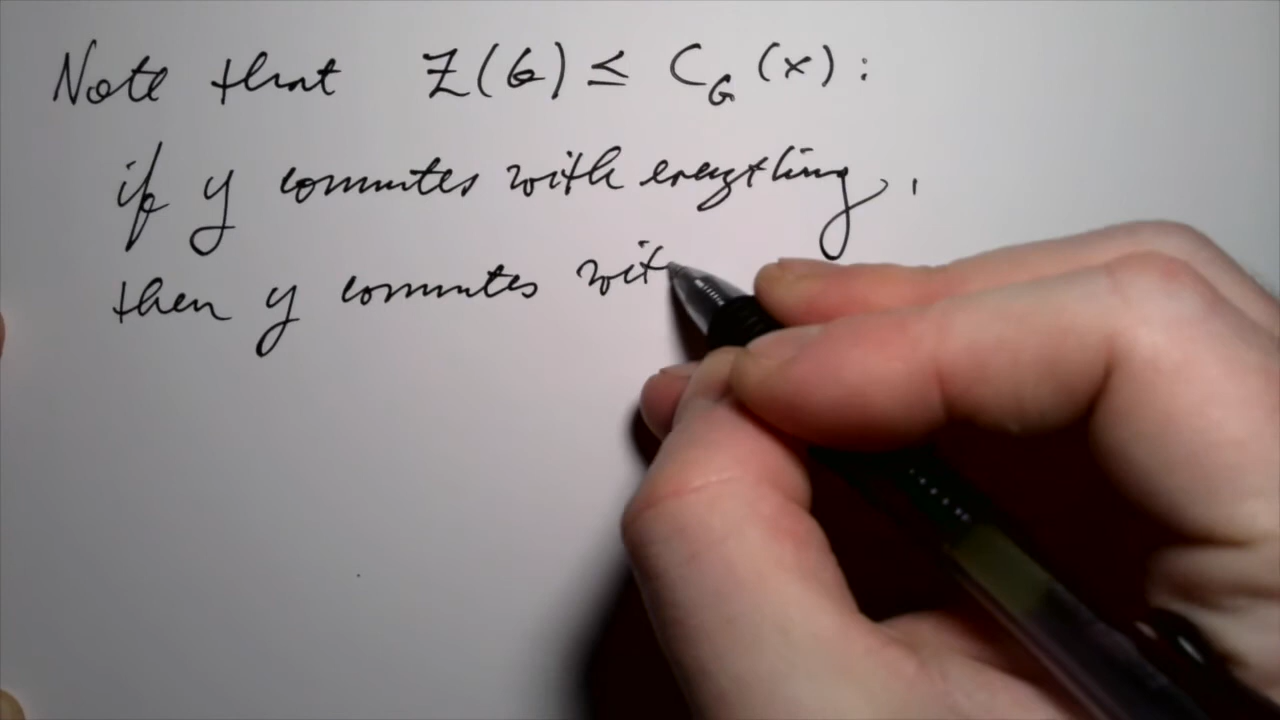 Note that Z(G) ≤ C_G (x) :
if y commutes with everything ,
then y commutes wit